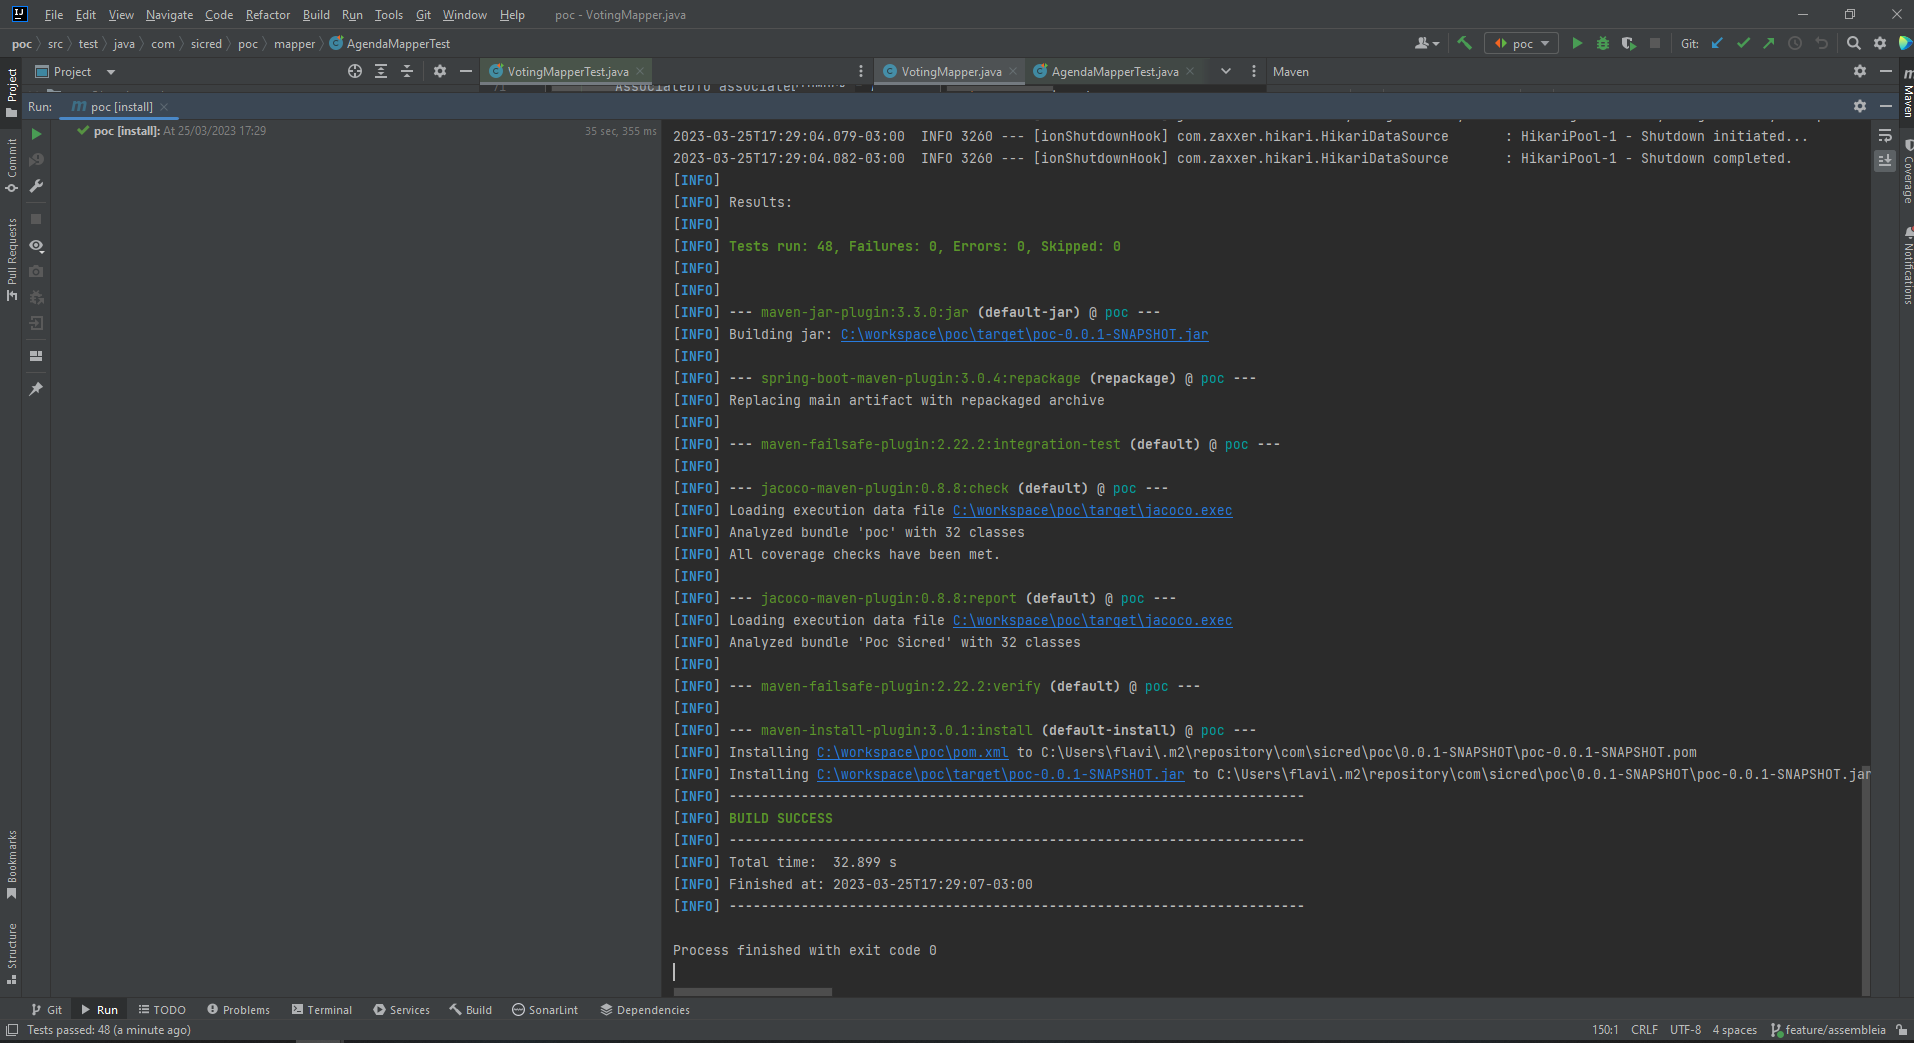 File Edit View Navigate Code Refactor Build Run Tools Git Window Help poc - VotingMapper.java
poc src test java com sicred poc mapper AgendaMapperTest poc Git:
Project VotingMapperTest.java VotingMapper.java AgendaMapperTest.java Maven
Run: poc [install]
poc [install]: At 25/03/2023 17:29 35 sec, 355 ms
2023-03-25T17:29:04.079-03:00 INFO 3260 --- [ionShutdownHook] com.zaxxer.hikari.HikariDataSource : HikariPool-1 - Shutdown initiated...
2023-03-25T17:29:04.082-03:00 INFO 3260 --- [ionShutdownHook] com.zaxxer.hikari.HikariDataSource : HikariPool-1 - Shutdown completed.
[INFO]
[INFO] Results:
[INFO]
[INFO] Tests run: 48, Failures: 0, Errors: 0, Skipped: 0
[INFO]
[INFO]
[INFO] --- maven-jar-plugin:3.3.0:jar (default-jar) @ poc ---
[INFO] Building jar: C:\workspace\poc\target\poc-0.0.1-SNAPSHOT.jar
[INFO]
[INFO] --- spring-boot-maven-plugin:3.0.4:repackage (repackage) @ poc ---
[INFO] Replacing main artifact with repackaged archive
[INFO]
[INFO] --- maven-failsafe-plugin:2.22.2:integration-test (default) @ poc ---
[INFO]
[INFO] --- jacoco-maven-plugin:0.8.8:check (default) @ poc ---
[INFO] Loading execution data file C:\workspace\poc\target\jacoco.exec
[INFO] Analyzed bundle 'poc' with 32 classes
[INFO] All coverage checks have been met.
[INFO]
[INFO] --- jacoco-maven-plugin:0.8.8:report (default) @ poc ---
[INFO] Loading execution data file C:\workspace\poc\target\jacoco.exec
[INFO] Analyzed bundle 'Poc Sicred' with 32 classes
[INFO]
[INFO] --- maven-failsafe-plugin:2.22.2:verify (default) @ poc ---
[INFO]
[INFO] --- maven-install-plugin:3.0.1:install (default-install) @ poc ---
[INFO] Installing C:\workspace\poc\pom.xml to C:\Users\flavi\.m2\repository\com\sicred\poc\0.0.1-SNAPSHOT\poc-0.0.1-SNAPSHOT.pom
[INFO] Installing C:\workspace\poc\target\poc-0.0.1-SNAPSHOT.jar to C:\Users\flavi\.m2\repository\com\sicred\poc\0.0.1-SNAPSHOT\poc-0.0.1-SNAPSHOT.jar
[INFO] ------------------------------------------------------------------------
[INFO] BUILD SUCCESS
[INFO] ------------------------------------------------------------------------
[INFO] Total time: 32.899 s
[INFO] Finished at: 2023-03-25T17:29:07-03:00
[INFO] ------------------------------------------------------------------------
Process finished with exit code 0
Project
Commit
Pull Requests
Bookmarks
Structure
Maven
Coverage
Notifications
Git Run TODO Problems Terminal Services Build SonarLint Dependencies
Tests passed: 48 (a minute ago) 150:1 CRLF UTF-8 4 spaces feature/assembleia